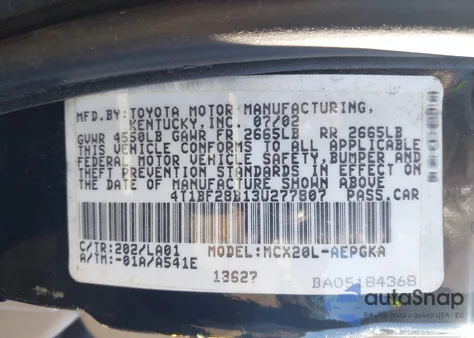 MFD.BY: TOYOTA MOTOR MANUFACTURING,
KENTUCKY, INC. 07/02
GVWR 4550LB GAWR FR 2665LB RR 2665LB
THIS VEHICLE CONFORMS TO ALL APPLICABLE
FEDERAL MOTOR VEHICLE SAFETY, BUMPER AND
THEFT PREVENTION STANDARDS IN EFFECT ON
THE DATE OF MANUFACTURE SHOWN ABOVE
4T1BF28B13U277807 PASS.CAR
C/TR:202/LA01 MODEL:MCX20L-AEPGKA
A/TM:-01A/A541E
13627 BA05184368
autoSnap